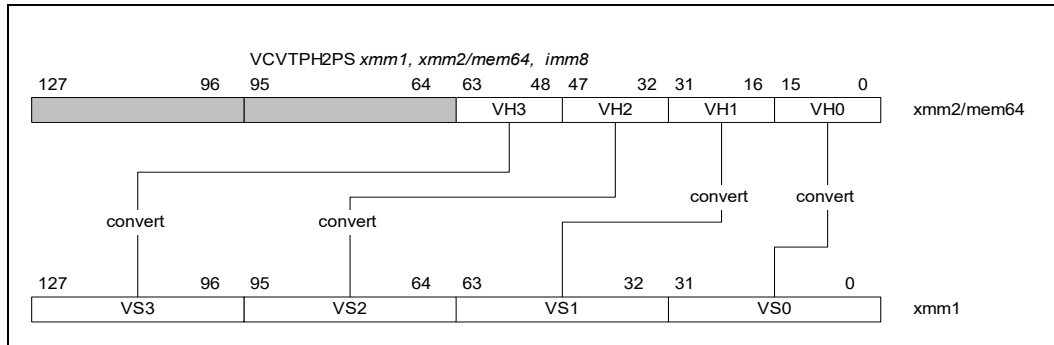 VCVTPH2PS xmm1, xmm2/mem64, imm8
127 96 95 64 63 48 47 32 31 16 15 0
VH3 VH2 VH1 VH0 xmm2/mem64
convert convert convert convert
127 96 95 64 63 32 31 0
VS3 VS2 VS1 VS0 xmm1